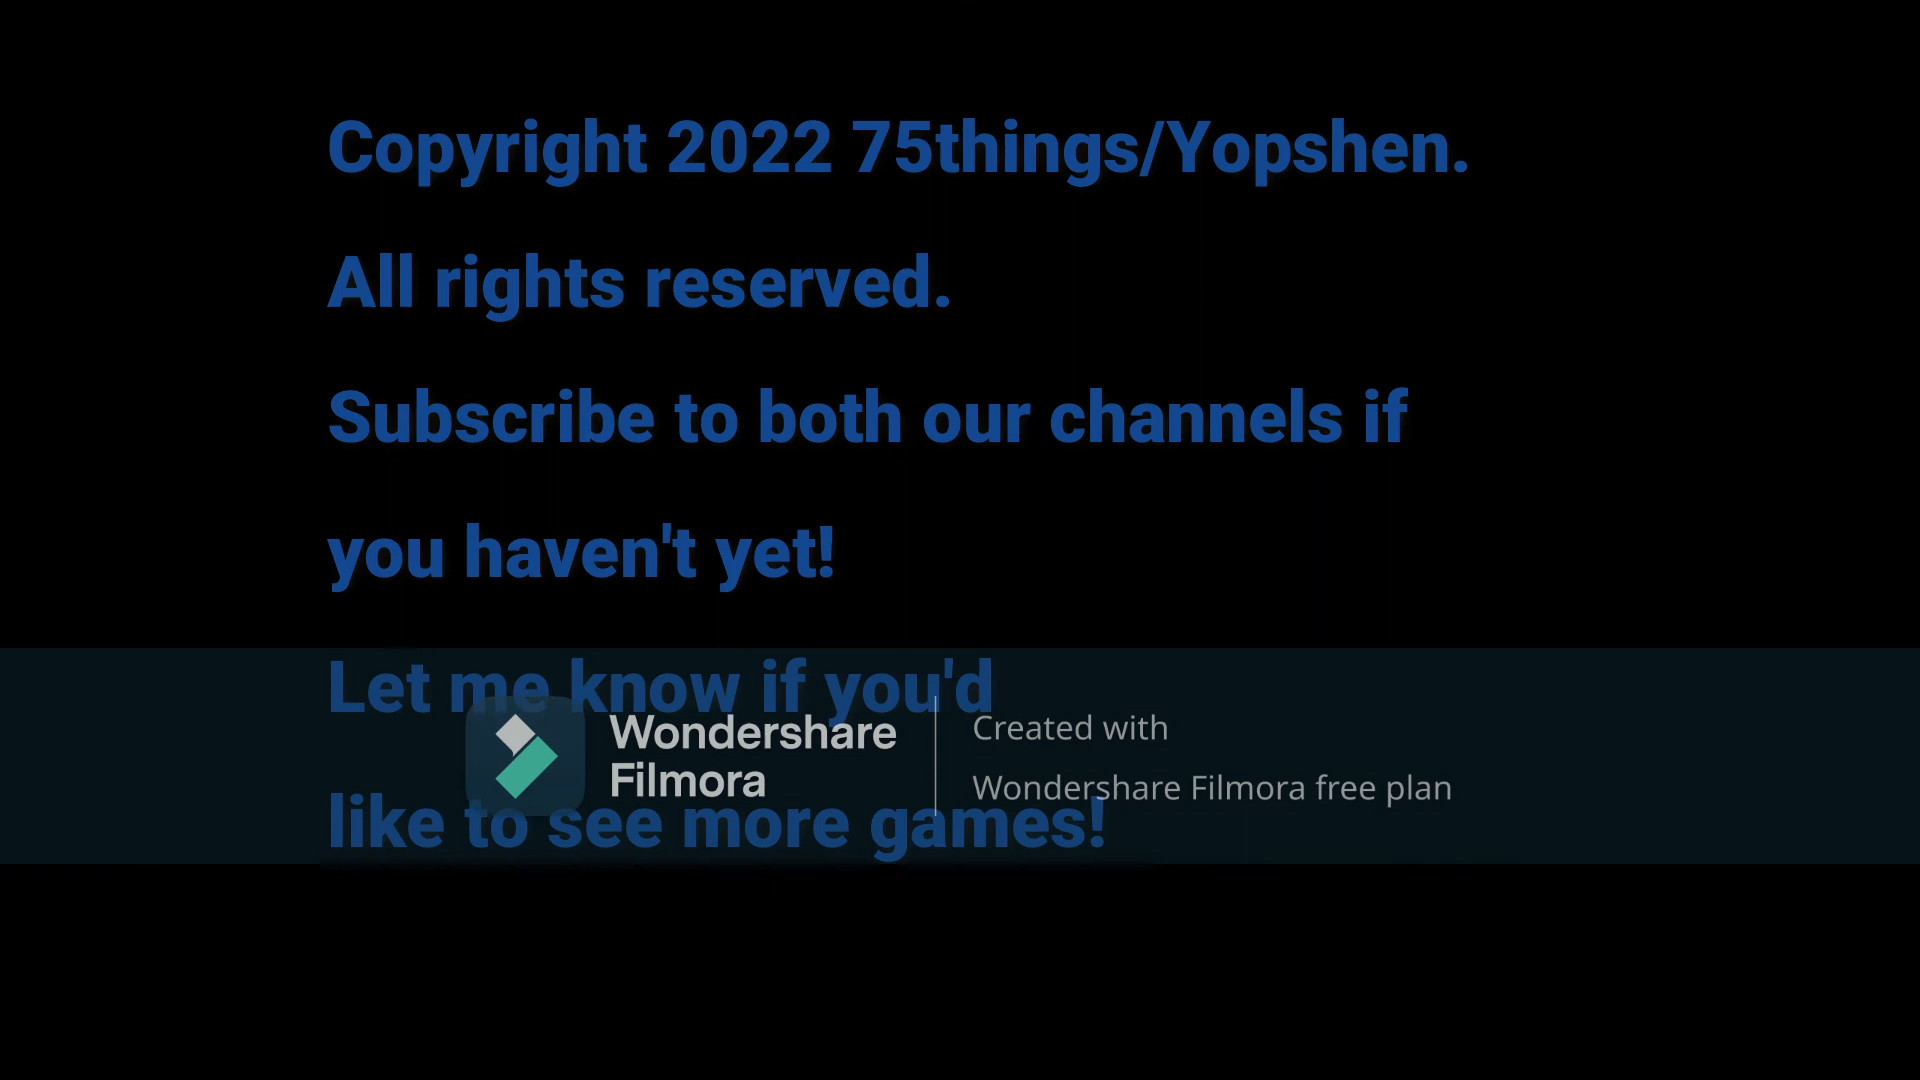 Copyright 2022 75things/Yopshen.
All rights reserved.
Subscribe to both our channels if
you haven't yet!
Let me know if you'd
like to see more games!
Wondershare
Filmora
Created with
Wondershare Filmora free plan